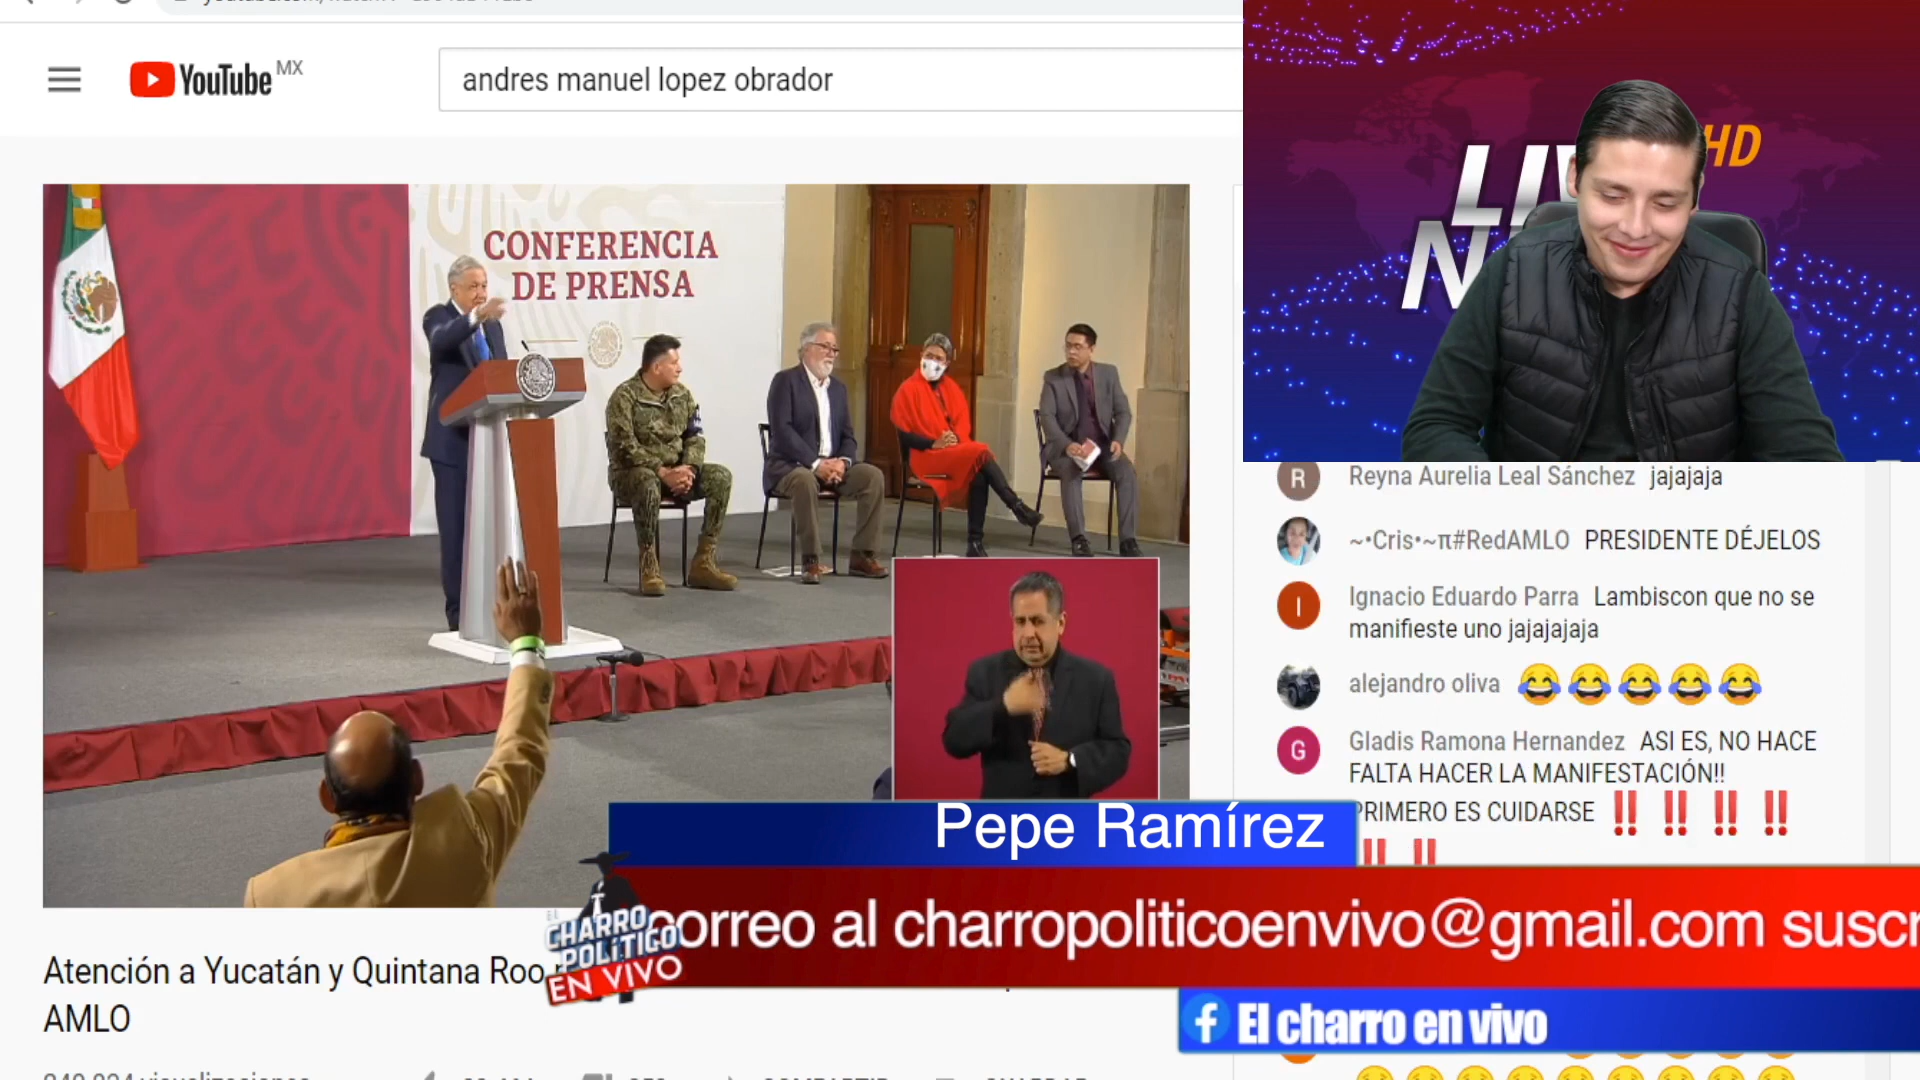 YouTube MX
andres manuel lopez obrador
CONFERENCIA
DE PRENSA
HD
Reyna Aurelia Leal Sánchez jajajaja
~•Cris•~π#RedAMLO PRESIDENTE DÉJELOS
Ignacio Eduardo Parra Lambiscon que no se
manifieste uno jajajajaja
alejandro oliva 😂😂😂😂😂
Gladis Ramona Hernandez ASI ES, NO HACE
FALTA HACER LA MANIFESTACIÓN!!
PRIMERO ES CUIDARSE ‼️ ‼️ ‼️ ‼️
‼️ ‼️
Pepe Ramírez
correo al charropoliticoenvivo@gmail.com suscr
EL
CHARRO
POLÍTICO
EN VIVO
Atención a Yucatán y Quintana Roo
AMLO
El charro en vivo